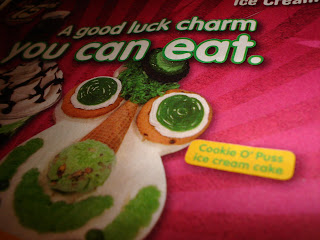 Ice Cream
A good luck charm
you can eat.
Cookie O' Puss
ice cream cake